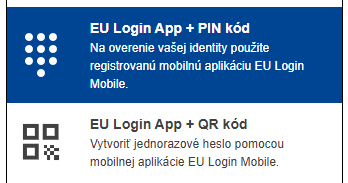 EU Login App + PIN kód
Na overenie vašej identity použite
registrovanú mobilnú aplikáciu EU Login
Mobile.
EU Login App + QR kód
Vytvoriť jednorazové heslo pomocou
mobilnej aplikácie EU Login Mobile.